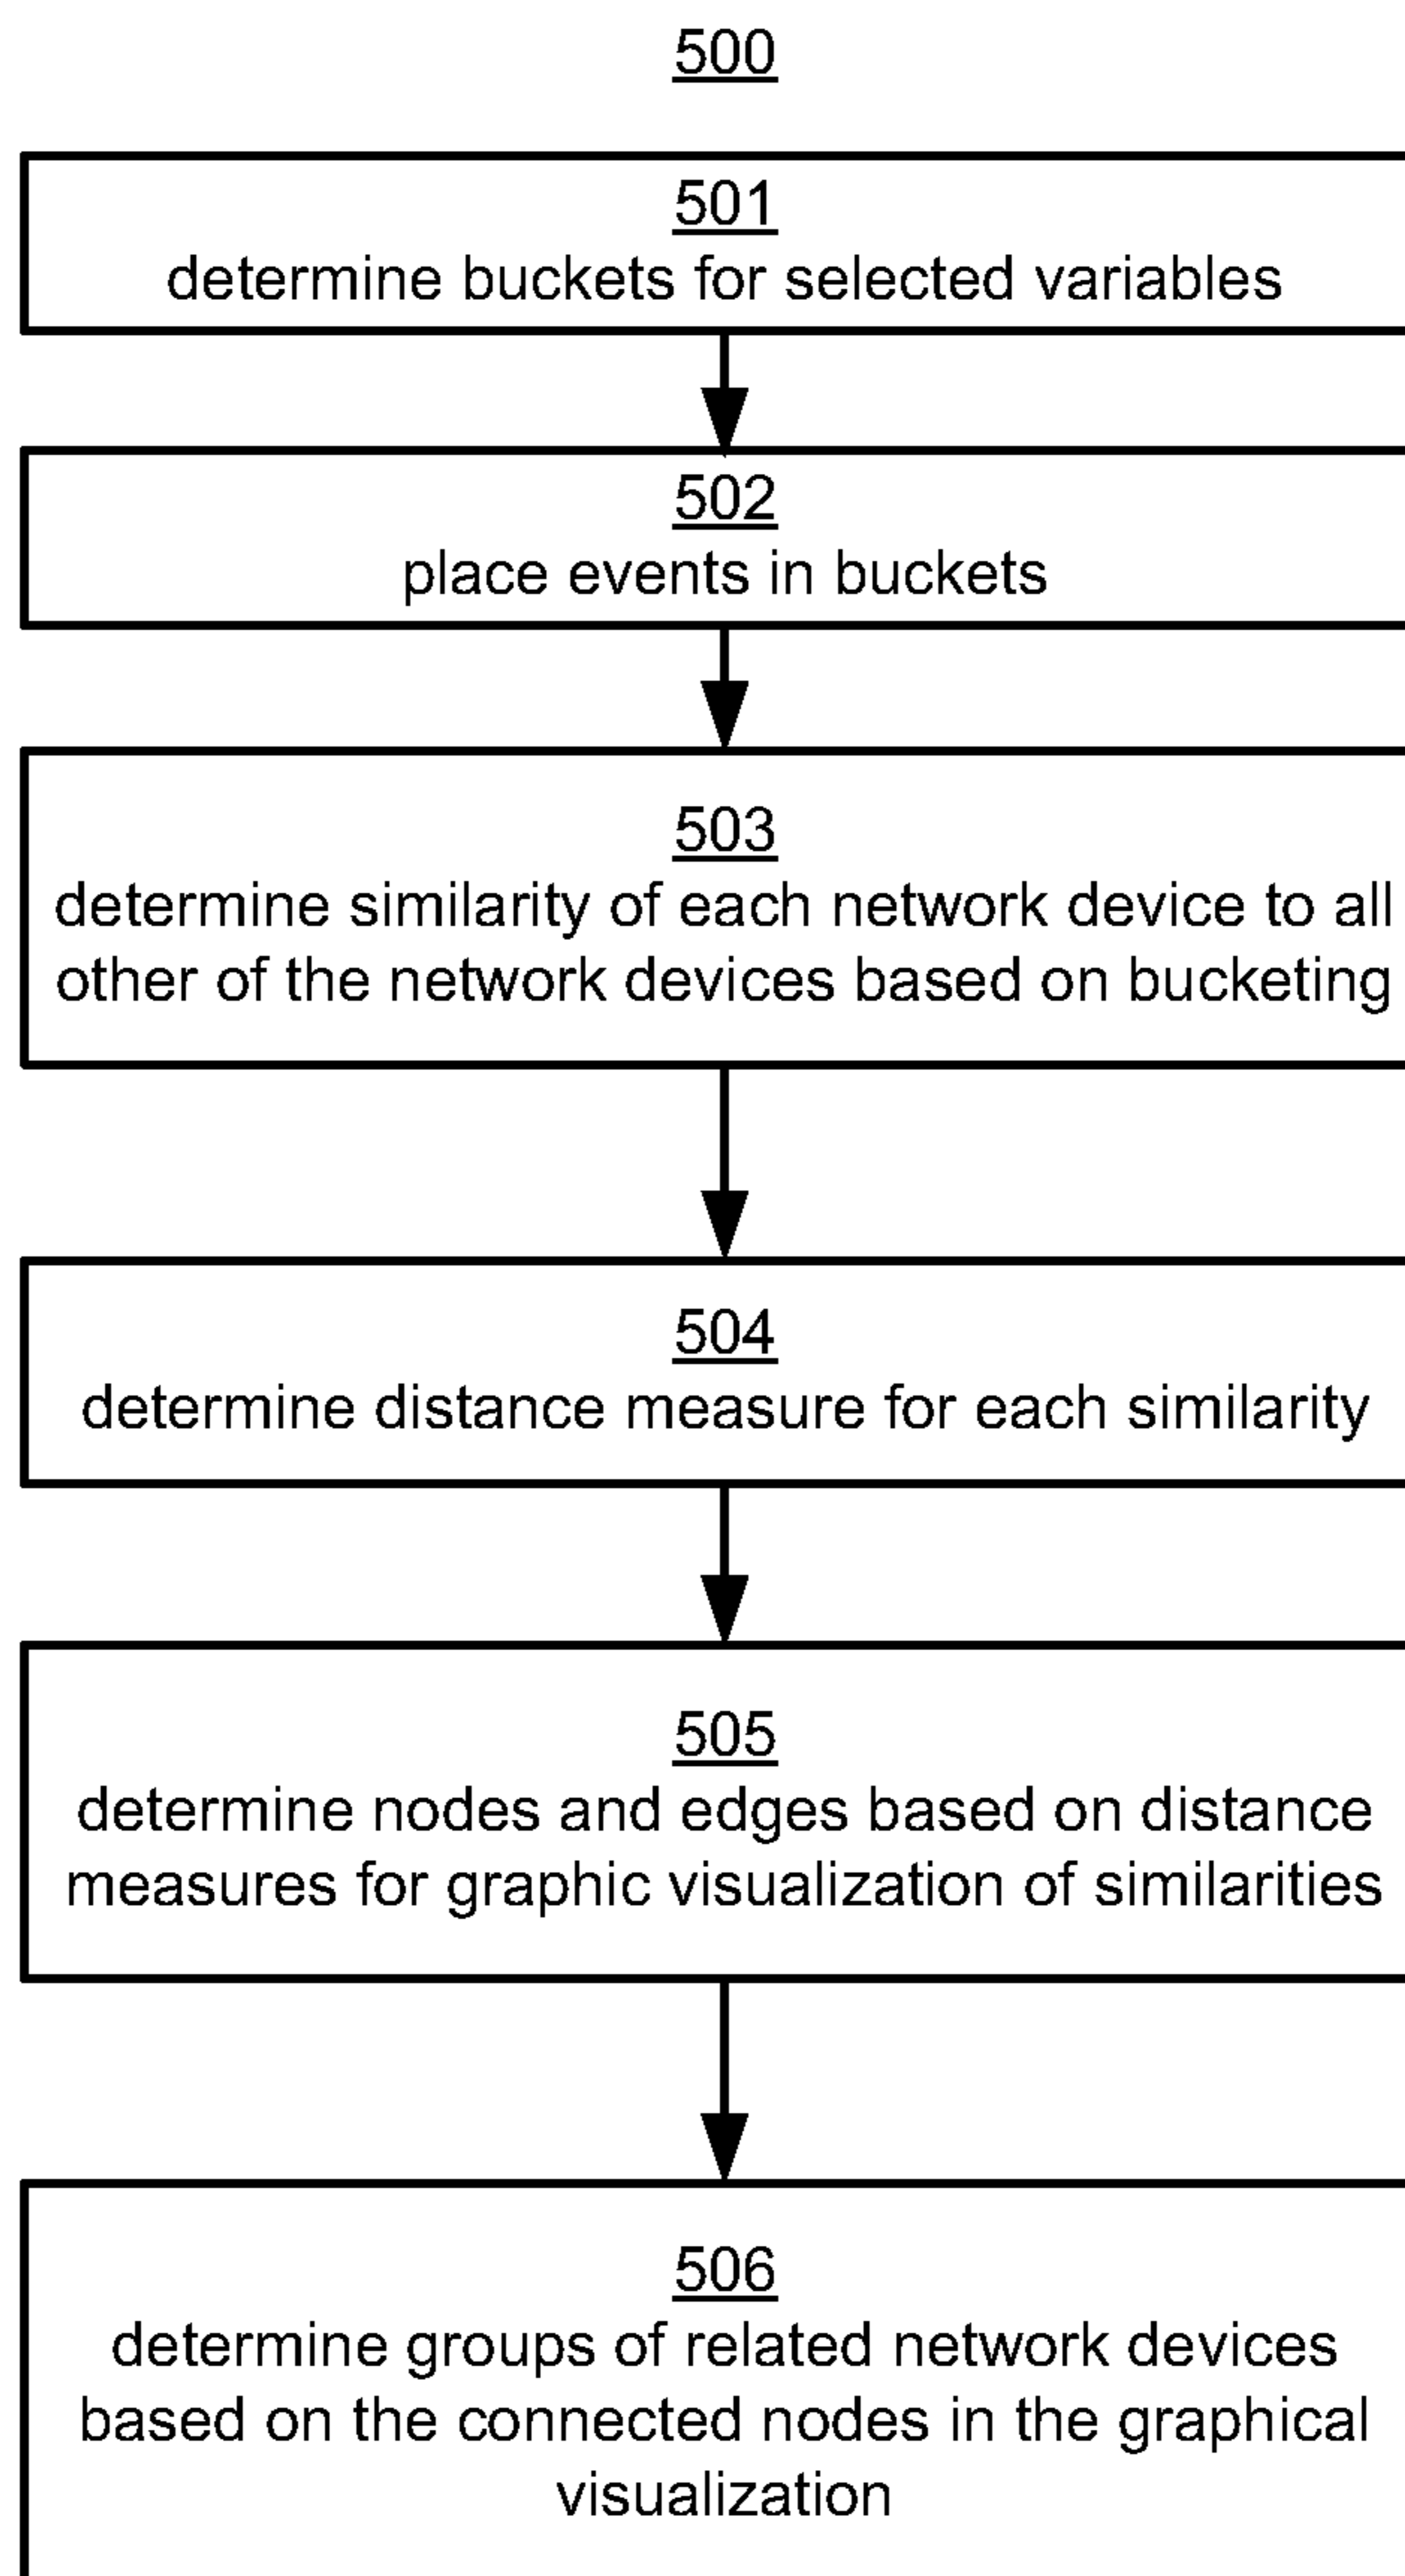 500
501
determine buckets for selected variables
502
place events in buckets
503
determine similarity of each network device to all
other of the network devices based on bucketing
504
determine distance measure for each similarity
505
determine nodes and edges based on distance
measures for graphic visualization of similarities
506
determine groups of related network devices
based on the connected nodes in the graphical
visualization